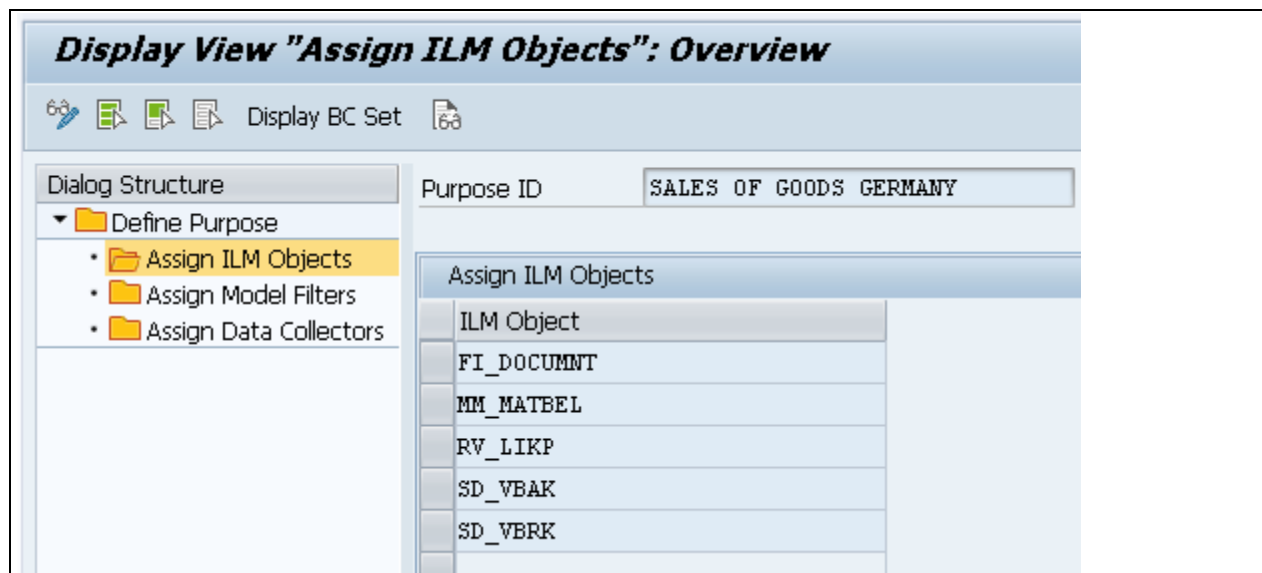 Display View "Assign ILM Objects": Overview
Display BC Set
Dialog Structure
Define Purpose
Assign ILM Objects
Assign Model Filters
Assign Data Collectors
Purpose ID SALES OF GOODS GERMANY
Assign ILM Objects
ILM Object
FI_DOCUMNT
MM_MATBEL
RV_LIKP
SD_VBAK
SD_VBRK